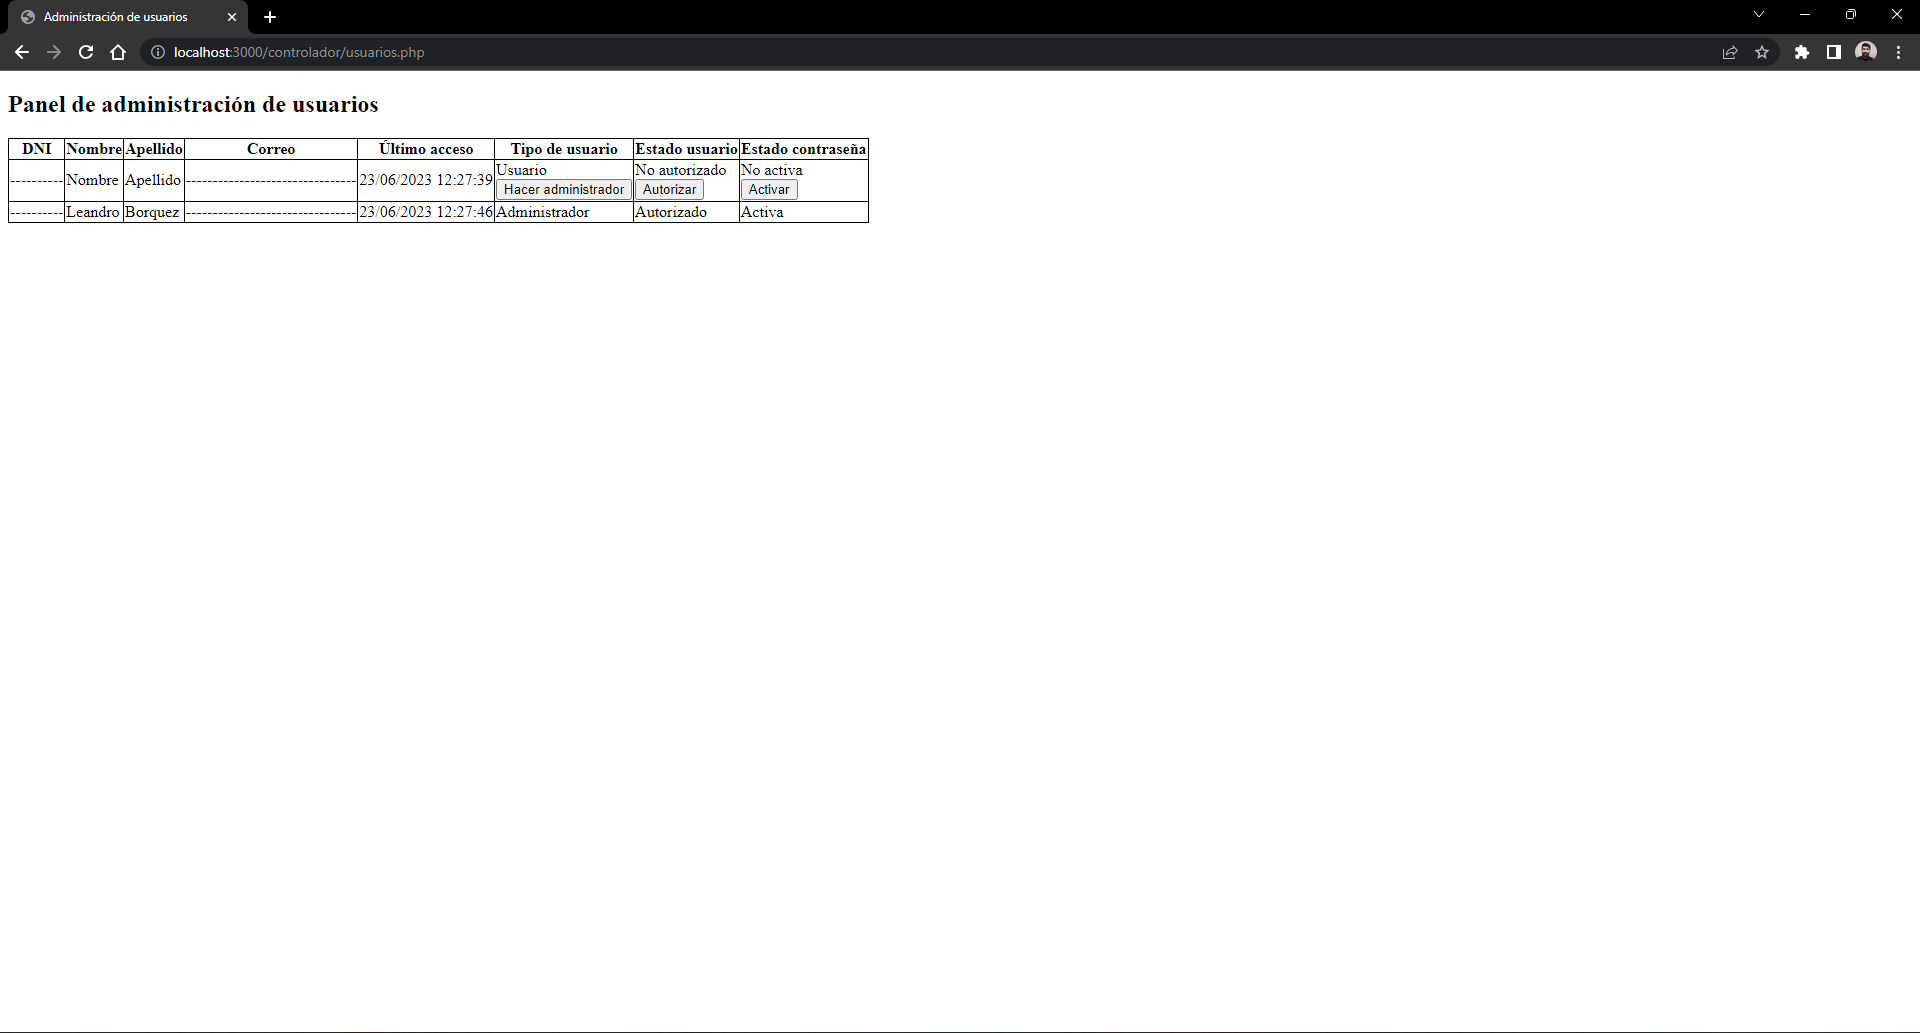 Administración de usuarios
localhost:3000/controlador/usuarios.php
Panel de administración de usuarios
DNI Nombre Apellido Correo Último acceso Tipo de usuario Estado usuario Estado contraseña
---------- Nombre Apellido -------------------------------- 23/06/2023 12:27:39 Usuario No autorizado No activa
Hacer administrador Autorizar Activar
---------- Leandro Borquez -------------------------------- 23/06/2023 12:27:46 Administrador Autorizado Activa